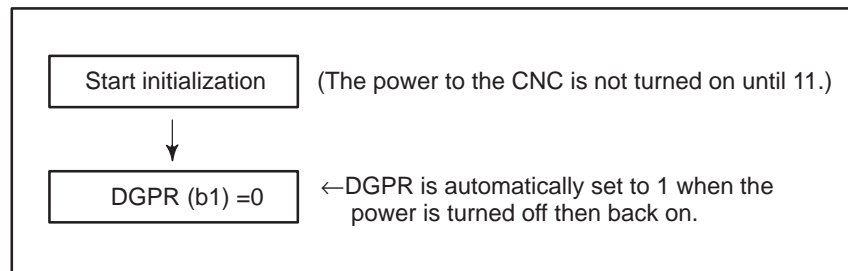 Start initialization (The power to the CNC is not turned on until 11.)
DGPR (b1) =0 ←DGPR is automatically set to 1 when the
power is turned off then back on.